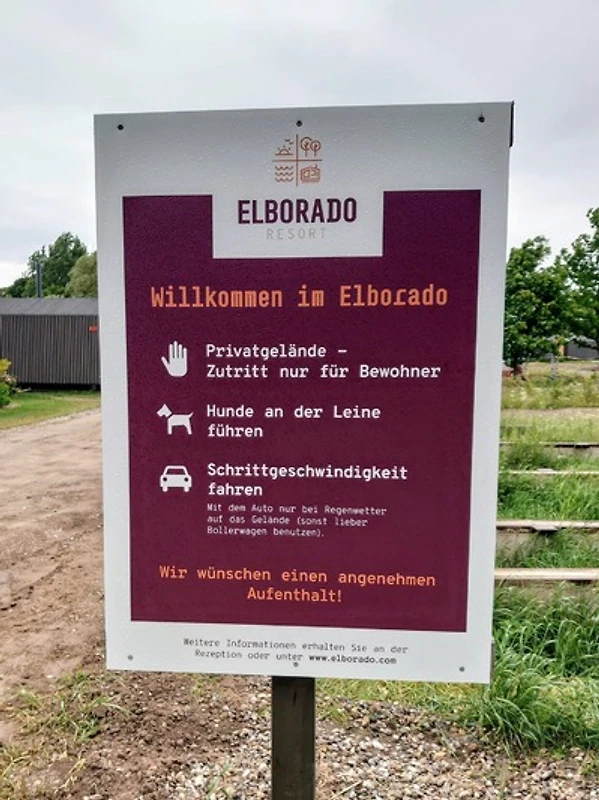 ELBORADO
RESORT
Willkommen im Elborado
Privatgelände –
Zutritt nur für Bewohner
Hunde an der Leine
führen
Schrittgeschwindigkeit
fahren
Mit dem Auto nur bei Regenwetter
auf das Gelände (sonst lieber
Bollerwagen benutzen).
Wir wünschen einen angenehmen
Aufenthalt!
Weitere Informationen erhalten Sie an der
Rezeption oder unter www.elborado.com